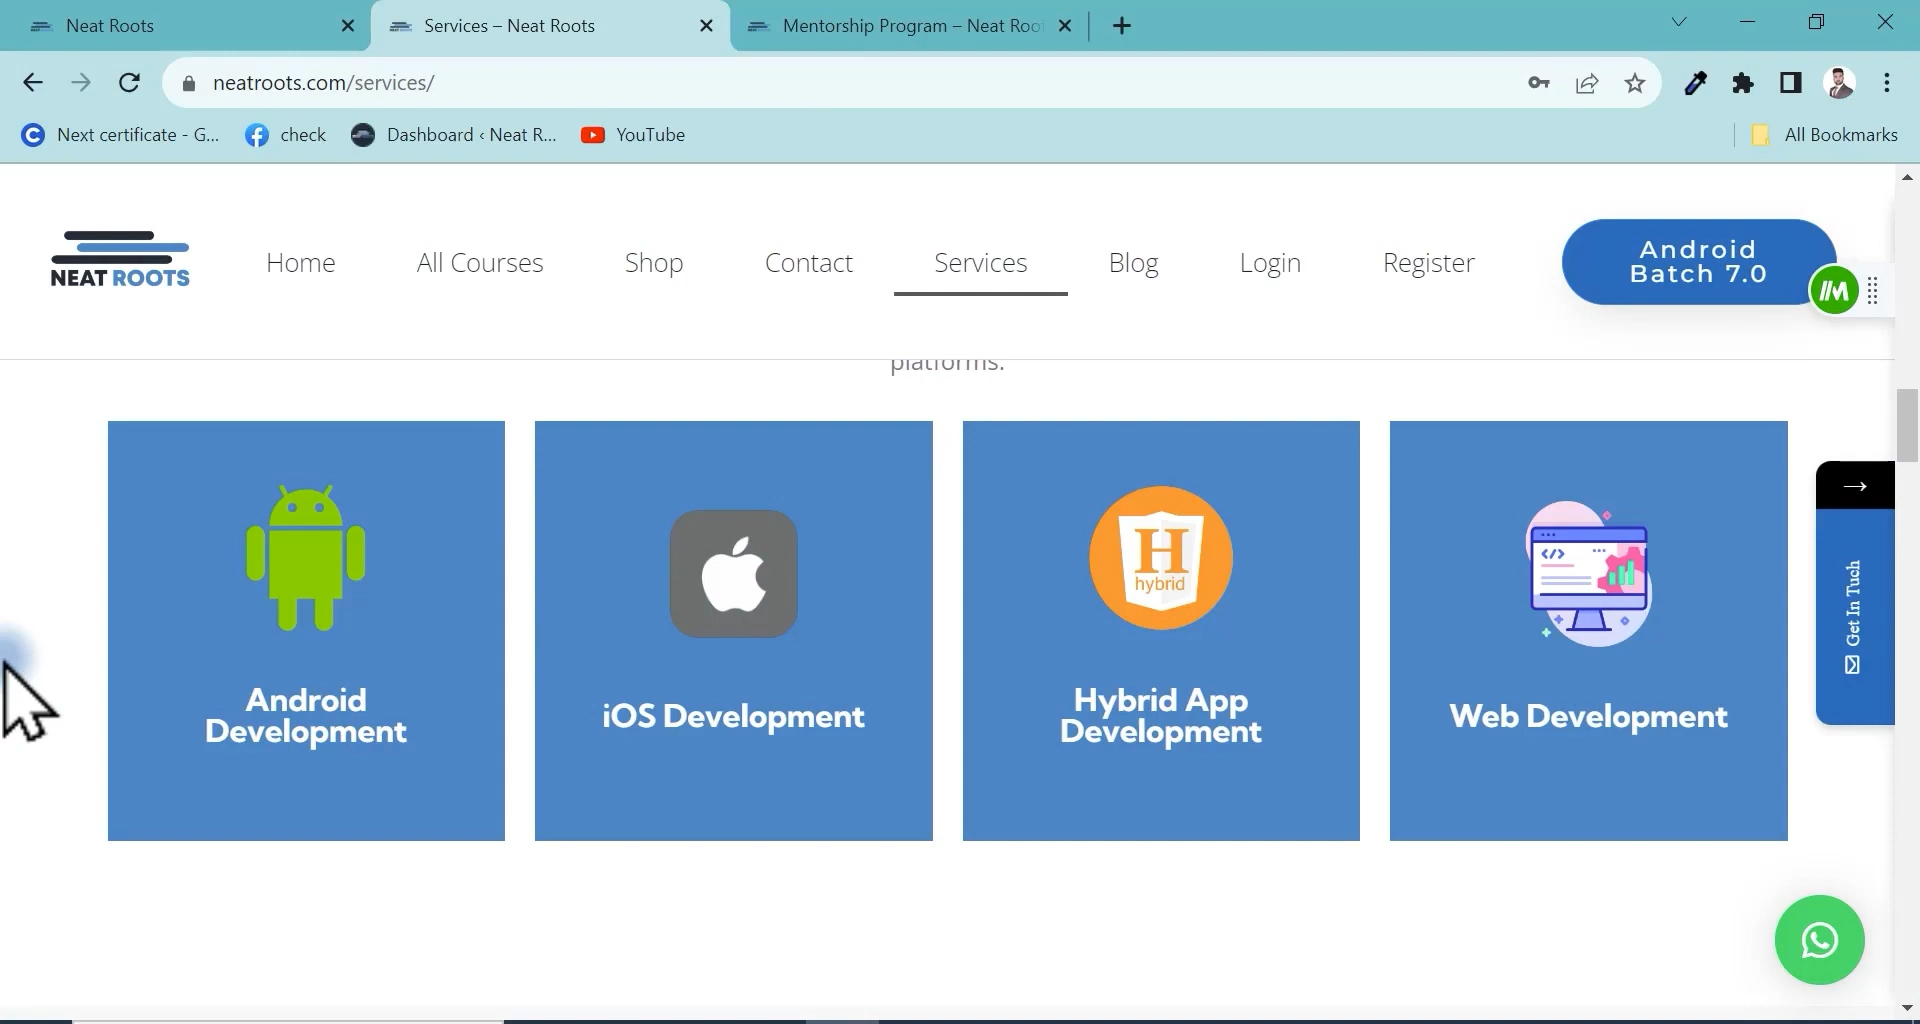 Neat Roots
Services – Neat Roots
Mentorship Program – Neat Roo
neatroots.com/services/
Next certificate - G...
check
Dashboard ‹ Neat R...
YouTube
All Bookmarks
NEAT ROOTS
Home
All Courses
Shop
Contact
Services
Blog
Login
Register
Android
Batch 7.0
platforms.
Android
Development
iOS Development
H
hybrid
Hybrid App
Development
Web Development
→
Get In Tuch